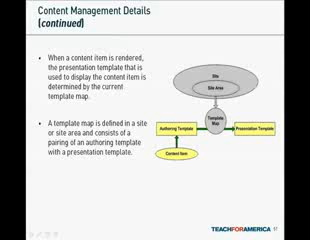 Content Management Details
(continued)
• When a content item is rendered,
the presentation template that is
used to display the content item is
determined by the current
template map.
• A template map is defined in a site
or site area and consists of a
pairing of an authoring template
with a presentation template.
Site
Site Area
Template
Map
Authoring Template
Presentation Template
Content Item
TEACHFORAMERICA